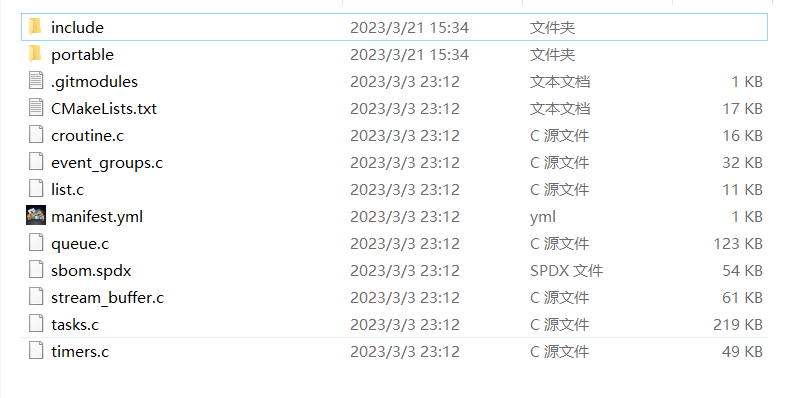 include 2023/3/21 15:34 文件夹
portable 2023/3/21 15:34 文件夹
.gitmodules 2023/3/3 23:12 文本文档 1 KB
CMakeLists.txt 2023/3/3 23:12 文本文档 17 KB
croutine.c 2023/3/3 23:12 C 源文件 16 KB
event_groups.c 2023/3/3 23:12 C 源文件 32 KB
list.c 2023/3/3 23:12 C 源文件 11 KB
manifest.yml 2023/3/3 23:12 yml 1 KB
queue.c 2023/3/3 23:12 C 源文件 123 KB
sbom.spdx 2023/3/3 23:12 SPDX 文件 54 KB
stream_buffer.c 2023/3/3 23:12 C 源文件 61 KB
tasks.c 2023/3/3 23:12 C 源文件 219 KB
timers.c 2023/3/3 23:12 C 源文件 49 KB